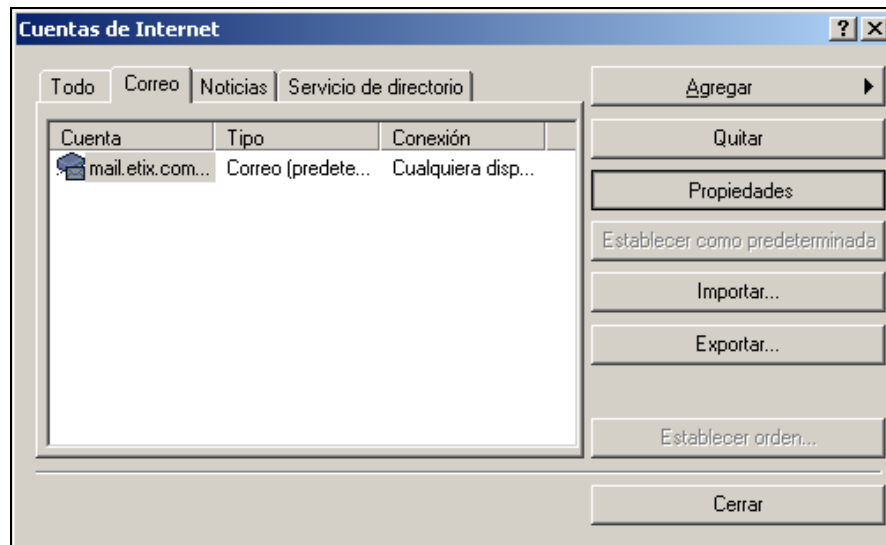 Cuentas de Internet
Todo Correo Noticias Servicio de directorio
Cuenta Tipo Conexión
mail.etix.com... Correo (predete... Cualquiera disp...
Agregar
Quitar
Propiedades
Establecer como predeterminada
Importar...
Exportar...
Establecer orden...
Cerrar